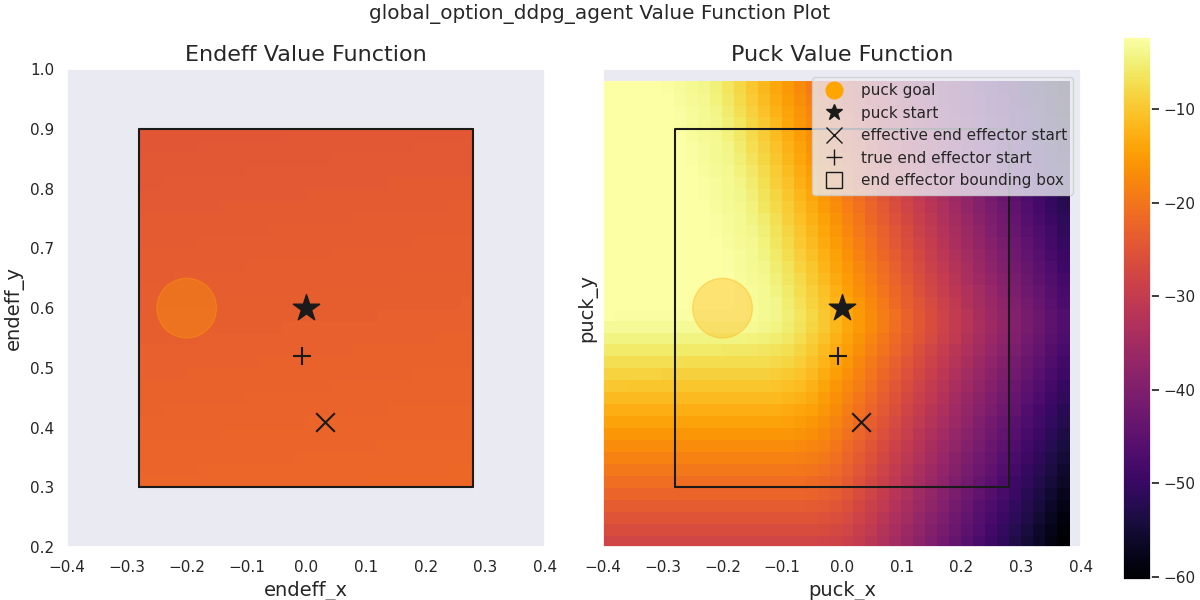 global_option_ddpg_agent Value Function Plot
Endeff Value Function
1.0
0.9
0.8
0.7
0.6
0.5
0.4
0.3
0.2
endeff_y
−0.4 −0.3 −0.2 −0.1 0.0 0.1 0.2 0.3 0.4
endeff_x
Puck Value Function
puck goal
puck start
effective end effector start
true end effector start
end effector bounding box
puck_y
−0.4 −0.3 −0.2 −0.1 0.0 0.1 0.2 0.3 0.4
puck_x
−10
−20
−30
−40
−50
−60